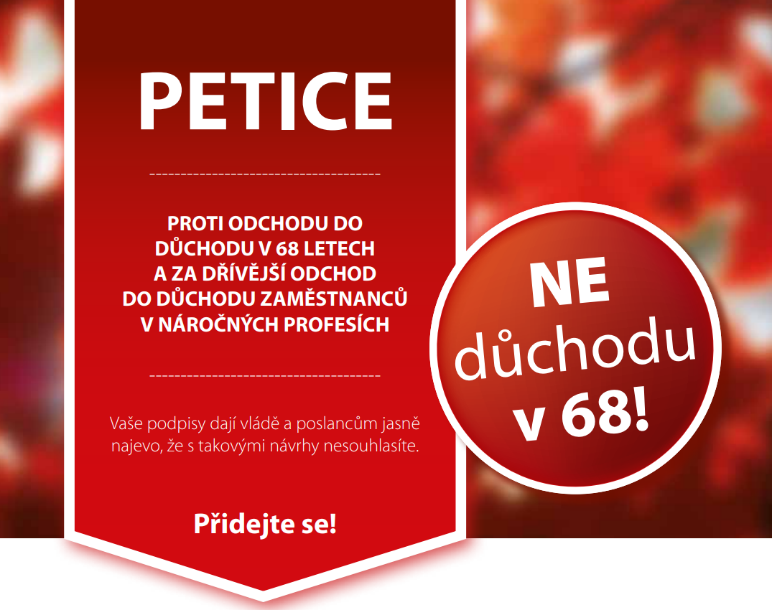 PETICE
PROTI ODCHODU DO
DŮCHODU V 68 LETECH
A ZA DŘÍVĚJŠÍ ODCHOD
DO DŮCHODU ZAMĚSTNANCŮ
V NÁROČNÝCH PROFESÍCH
Vaše podpisy dají vládě a poslancům jasně
najevo, že s takovými návrhy nesouhlasíte.
Přidejte se!
NE
důchodu
v 68!